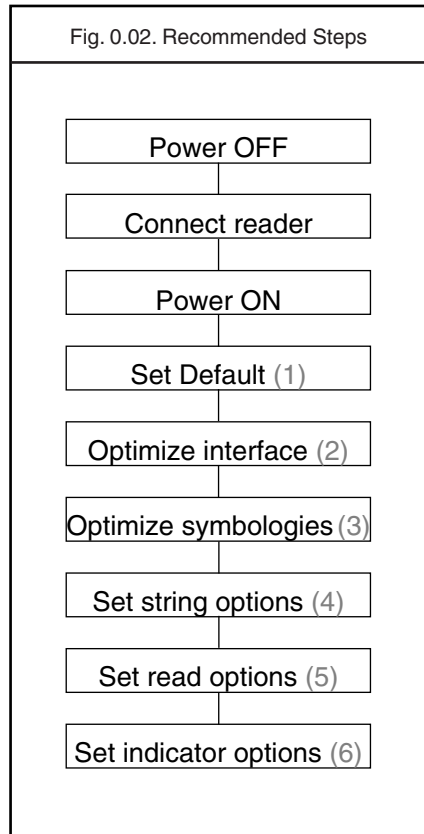 Fig. 0.02. Recommended Steps
Power OFF
Connect reader
Power ON
Set Default (1)
Optimize interface (2)
Optimize symbologies (3)
Set string options (4)
Set read options (5)
Set indicator options (6)